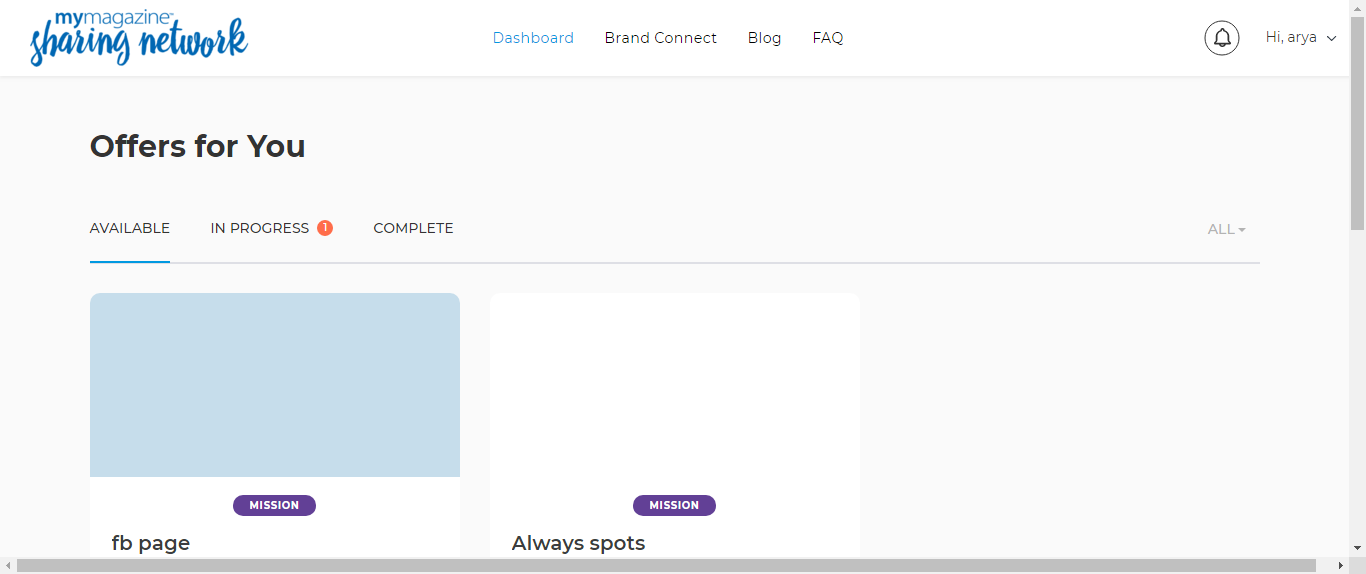 mymagazine™
sharing network
Dashboard Brand Connect Blog FAQ
Hi, arya
Offers for You
AVAILABLE IN PROGRESS 1 COMPLETE ALL
MISSION MISSION
fb page Always spots